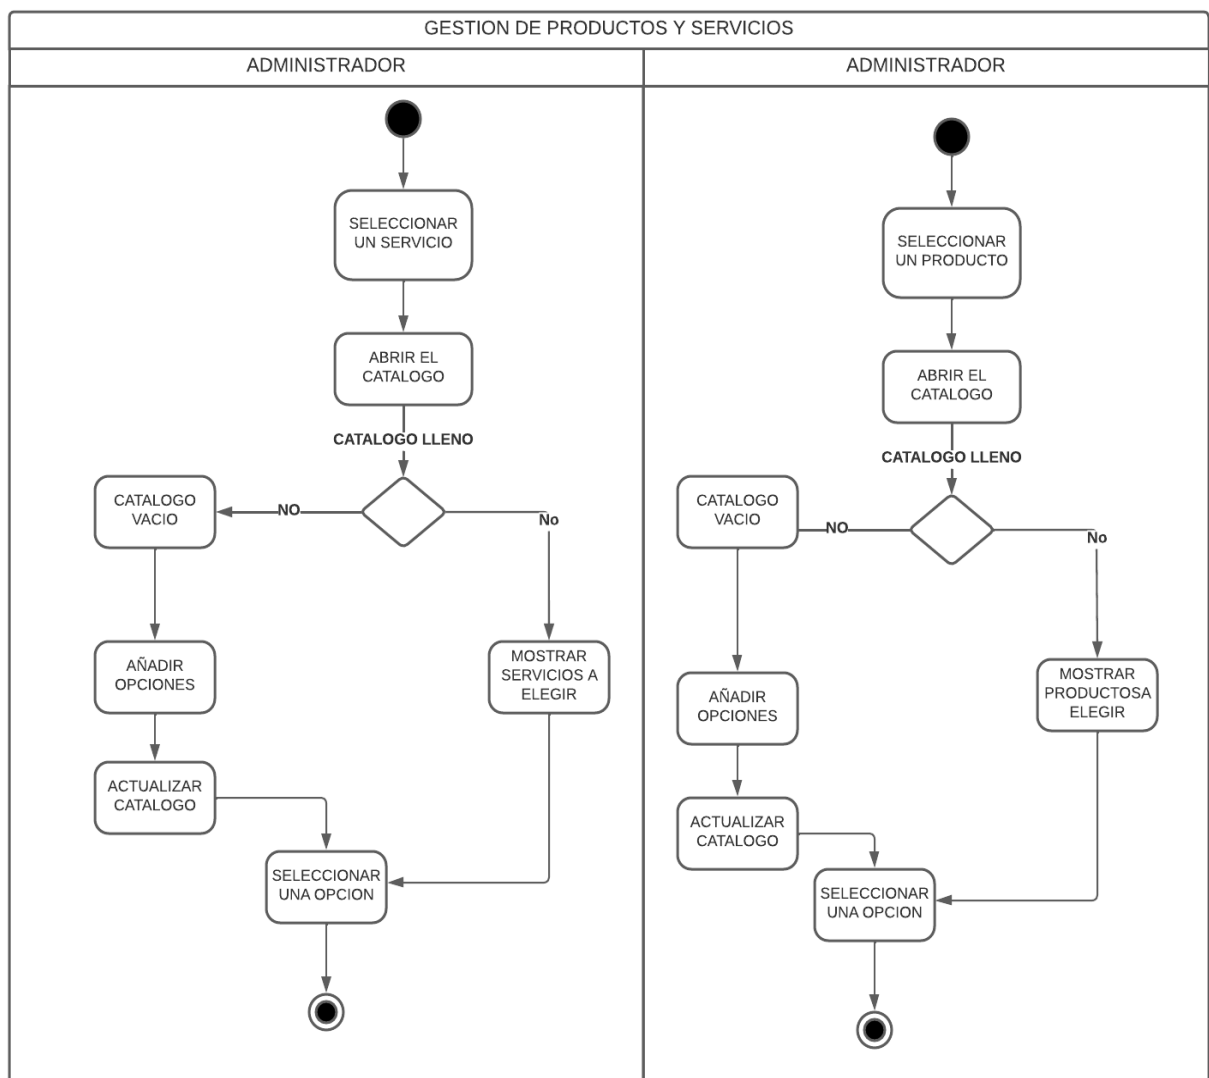 GESTION DE PRODUCTOS Y SERVICIOS
ADMINISTRADOR
SELECCIONAR
UN SERVICIO
ABRIR EL
CATALOGO
CATALOGO LLENO
NO
No
CATALOGO
VACIO
AÑADIR
OPCIONES
MOSTRAR
SERVICIOS A
ELEGIR
ACTUALIZAR
CATALOGO
SELECCIONAR
UNA OPCION
ADMINISTRADOR
SELECCIONAR
UN PRODUCTO
ABRIR EL
CATALOGO
CATALOGO LLENO
NO
No
CATALOGO
VACIO
AÑADIR
OPCIONES
MOSTRAR
PRODUCTOSA
ELEGIR
ACTUALIZAR
CATALOGO
SELECCIONAR
UNA OPCION